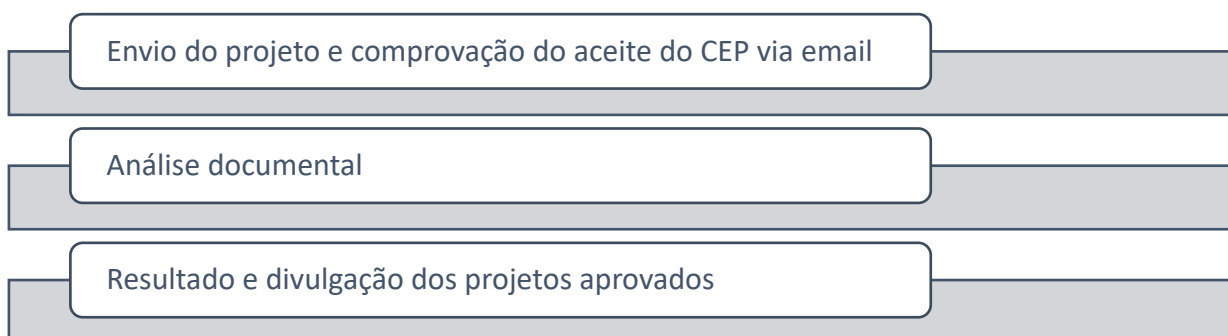 Envio do projeto e comprovação do aceite do CEP via email
Análise documental
Resultado e divulgação dos projetos aprovados